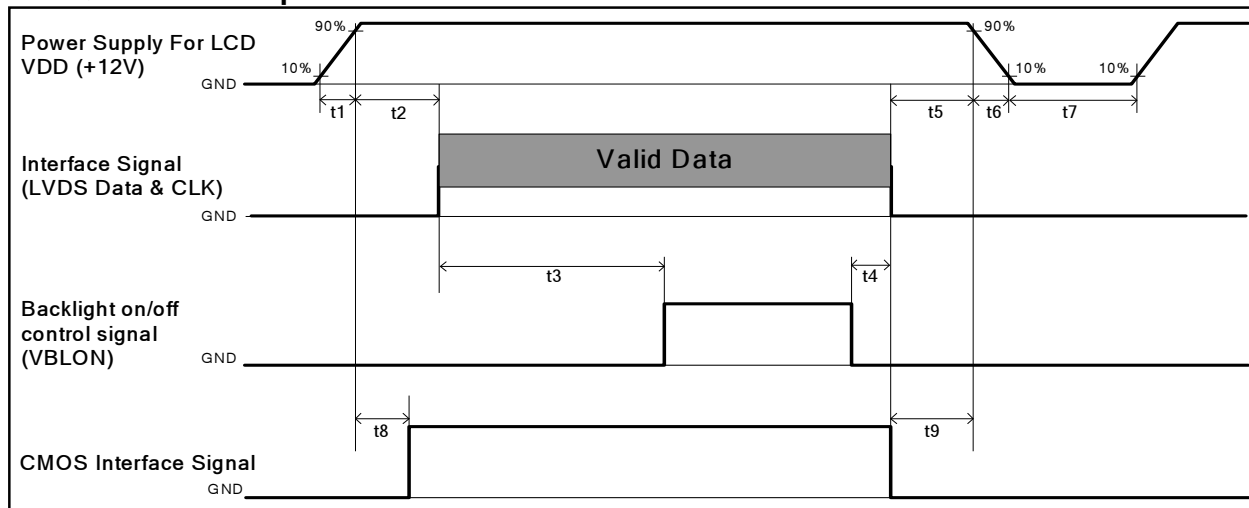 90%
90%
Power Supply For LCD
VDD (+12V)
10%
10%
10%
GND
t1
t2
t5
t6
t7
Valid Data
Interface Signal
(LVDS Data & CLK)
GND
t3
t4
Backlight on/off
control signal
(VBLON)
GND
t8
t9
CMOS Interface Signal
GND